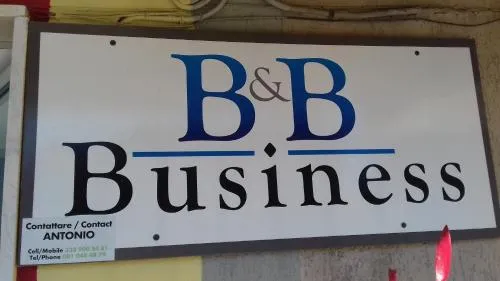 B&B
Business
Contattare / Contact
ANTONIO
Cell/Mobile
Tel/Phone